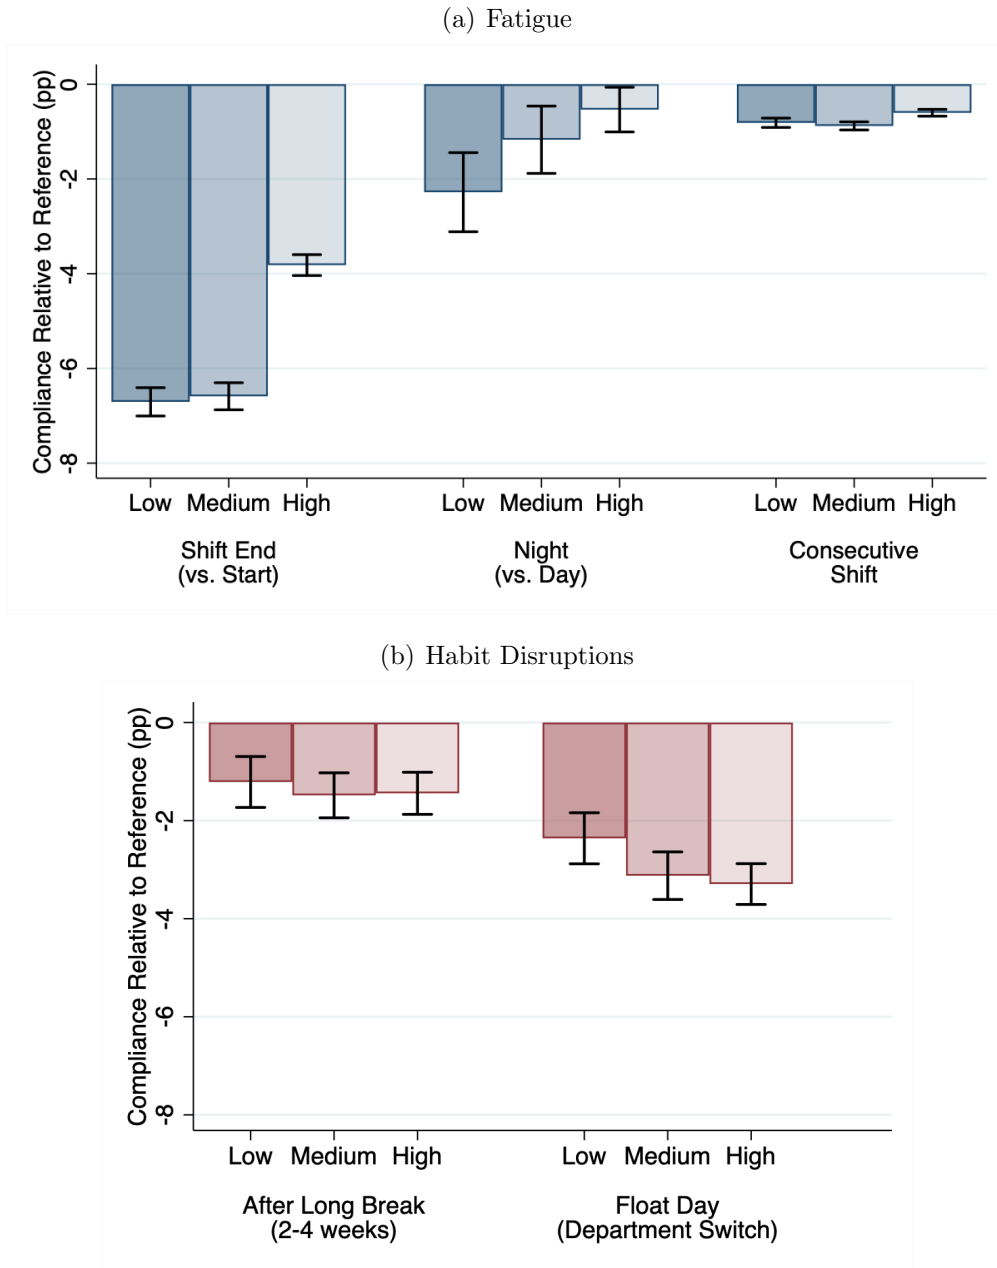 (a) Fatigue
Compliance Relative to Reference (pp)
0
-2
-4
-6
-8
Low Medium High Low Medium High Low Medium High
Shift End Night Consecutive
(vs. Start) (vs. Day) Shift
(b) Habit Disruptions
Compliance Relative to Reference (pp)
0
-2
-4
-6
-8
Low Medium High Low Medium High
After Long Break Float Day
(2-4 weeks) (Department Switch)